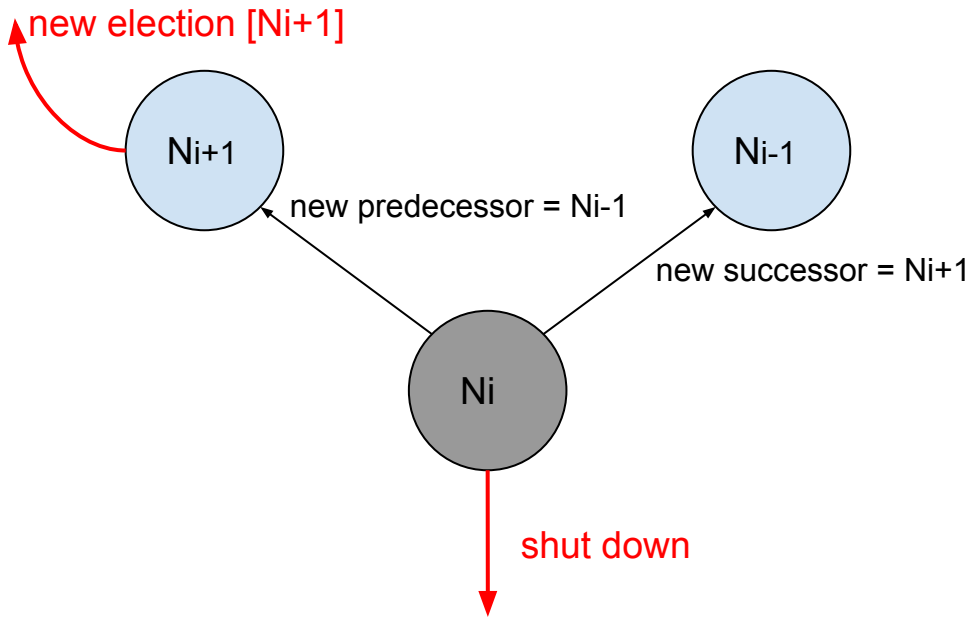 new election [Ni+1]
Ni+1
Ni-1
new predecessor = Ni-1
new successor = Ni+1
Ni
shut down